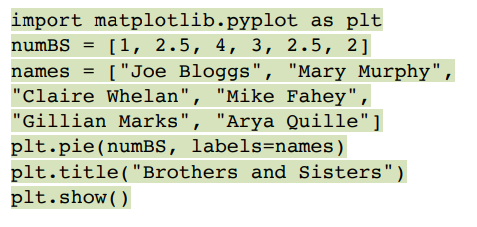 import matplotlib.pyplot as plt
numBS = [1, 2.5, 4, 3, 2.5, 2]
names = ["Joe Bloggs", "Mary Murphy",
"Claire Whelan", "Mike Fahey",
"Gillian Marks", "Arya Quille"]
plt.pie(numBS, labels=names)
plt.title("Brothers and Sisters")
plt.show()